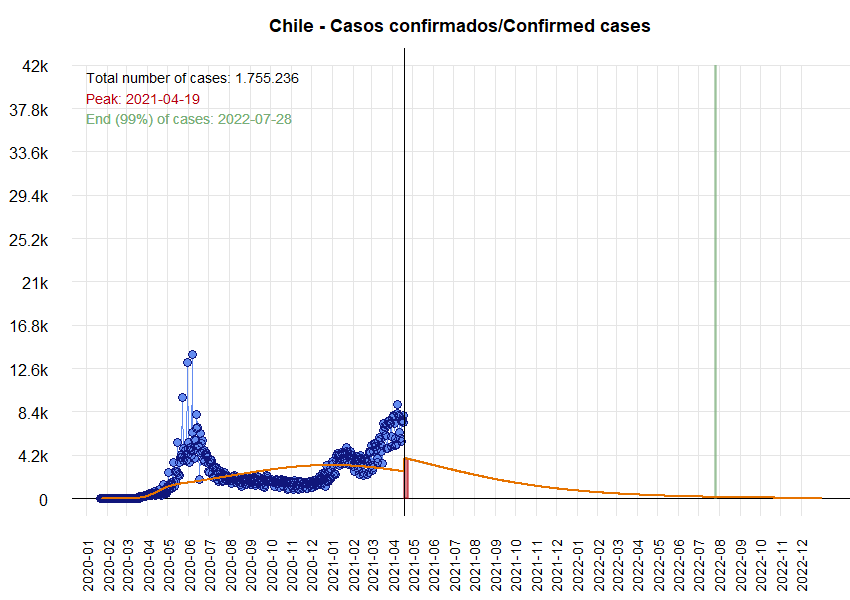 Chile - Casos confirmados/Confirmed cases
Total number of cases: 1.755.236
Peak: 2021-04-19
End (99%) of cases: 2022-07-28
42k
37.8k
33.6k
29.4k
25.2k
21k
16.8k
12.6k
8.4k
4.2k
0
2020-01
2020-02
2020-03
2020-04
2020-05
2020-06
2020-07
2020-08
2020-09
2020-10
2020-11
2020-12
2021-01
2021-02
2021-03
2021-04
2021-05
2021-06
2021-07
2021-08
2021-09
2021-10
2021-11
2021-12
2022-01
2022-02
2022-03
2022-04
2022-05
2022-06
2022-07
2022-08
2022-09
2022-10
2022-11
2022-12